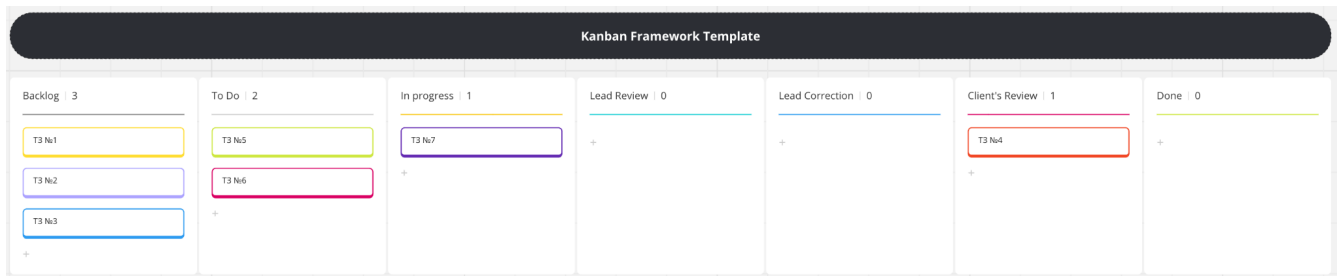 Kanban Framework Template
Backlog | 3
ТЗ №1
ТЗ №2
ТЗ №3
+
To Do | 2
ТЗ №5
ТЗ №6
+
In progress | 1
ТЗ №7
+
Lead Review | 0
+
Lead Correction | 0
+
Client's Review | 1
ТЗ №4
+
Done | 0
+